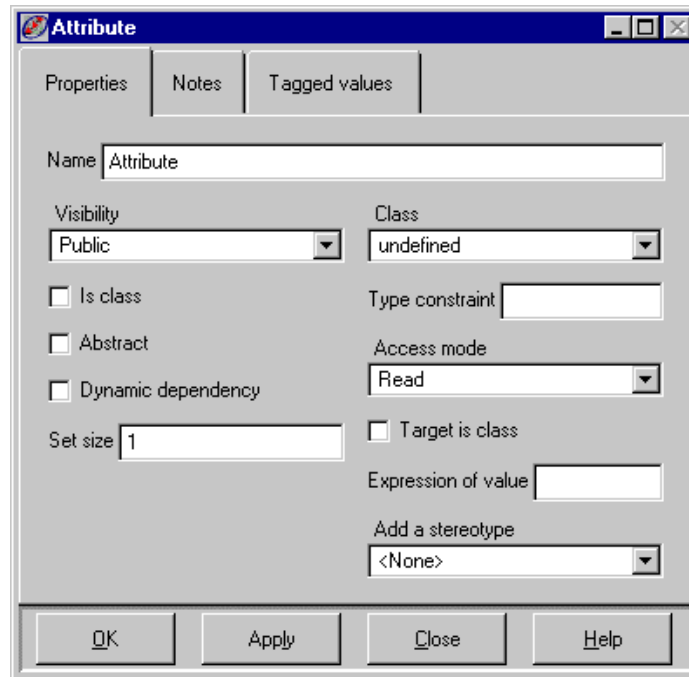 Attribute
Properties Notes Tagged values
Name Attribute
Visibility Class
Public undefined
Is class Type constraint
Abstract Access mode
Read
Dynamic dependency
Set size 1 Target is class
Expression of value
Add a stereotype
<None>
OK Apply Close Help